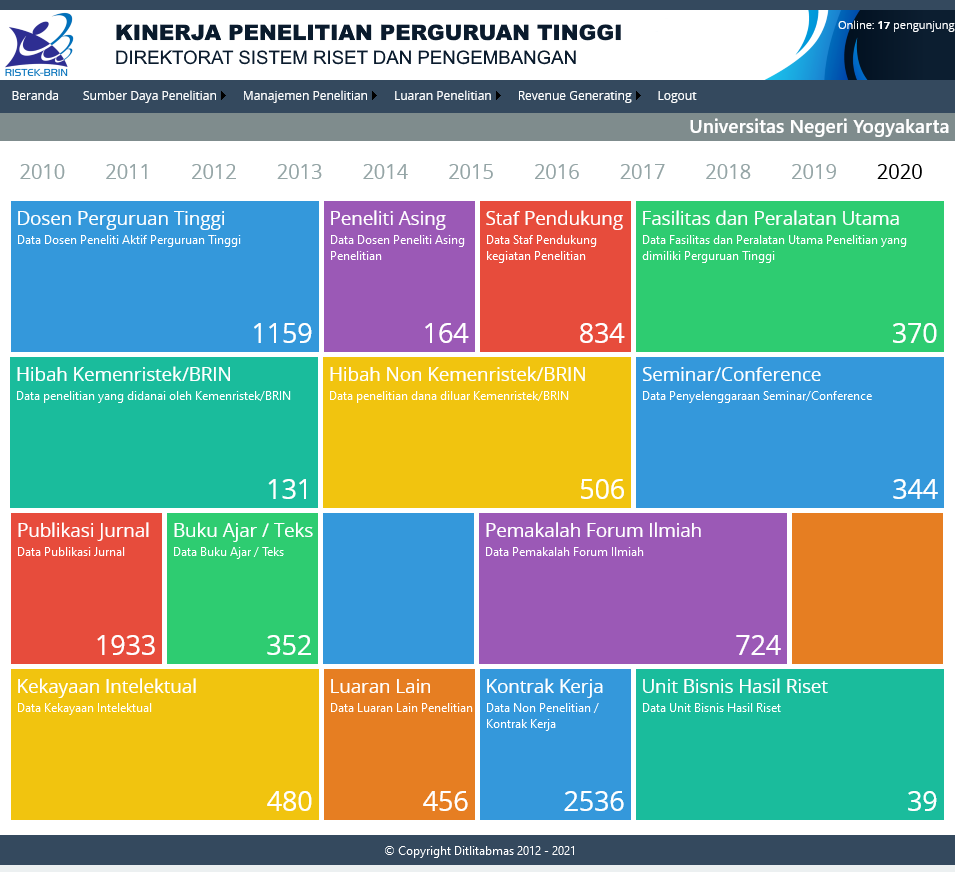 KINERJA PENELITIAN PERGURUAN TINGGI
Online: 17 pengunjung
DIREKTORAT SISTEM RISET DAN PENGEMBANGAN
RISTEK-BRIN
Beranda Sumber Daya Penelitian Manajemen Penelitian Luaran Penelitian Revenue Generating Logout
Universitas Negeri Yogyakarta
2010 2011 2012 2013 2014 2015 2016 2017 2018 2019 2020
Dosen Perguruan Tinggi
Data Dosen Peneliti Aktif Perguruan Tinggi
1159
Peneliti Asing
Data Dosen Peneliti Asing
Penelitian
164
Staf Pendukung
Data Staf Pendukung
kegiatan Penelitian
834
Fasilitas dan Peralatan Utama
Data Fasilitas dan Peralatan Utama Penelitian yang
dimiliki Perguruan Tinggi
370
Hibah Kemenristek/BRIN
Data penelitian yang didanai oleh Kemenristek/BRIN
131
Hibah Non Kemenristek/BRIN
Data penelitian dana diluar Kemenristek/BRIN
506
Seminar/Conference
Data Penyelenggaraan Seminar/Conference
344
Publikasi Jurnal
Data Publikasi Jurnal
1933
Buku Ajar / Teks
Data Buku Ajar / Teks
352
Pemakalah Forum Ilmiah
Data Pemakalah Forum Ilmiah
724
Kekayaan Intelektual
Data Kekayaan Intelektual
480
Luaran Lain
Data Luaran Lain Penelitian
456
Kontrak Kerja
Data Non Penelitian /
Kontrak Kerja
2536
Unit Bisnis Hasil Riset
Data Unit Bisnis Hasil Riset
39
© Copyright Ditlitabmas 2012 - 2021